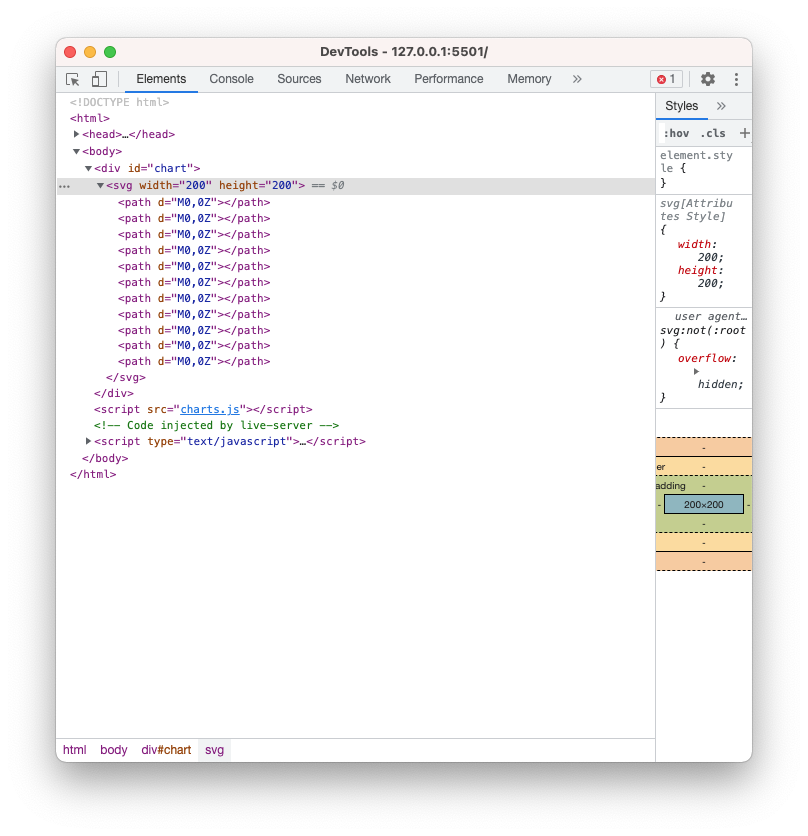 DevTools - 127.0.0.1:5501/
Elements Console Sources Network Performance Memory » 1
<!DOCTYPE html>
<html>
<head>…</head>
<body>
<div id="chart">
<svg width="200" height="200"> == $0
<path d="M0,0Z"></path>
<path d="M0,0Z"></path>
<path d="M0,0Z"></path>
<path d="M0,0Z"></path>
<path d="M0,0Z"></path>
<path d="M0,0Z"></path>
<path d="M0,0Z"></path>
<path d="M0,0Z"></path>
<path d="M0,0Z"></path>
<path d="M0,0Z"></path>
<path d="M0,0Z"></path>
</svg>
</div>
<script src="charts.js"></script>
<!-- Code injected by live-server -->
<script type="text/javascript">…</script>
</body>
</html>
html body div#chart svg
Styles »
:hov .cls +
element.sty
le {
}
svg[Attribu
tes Style]
{
width:
200;
height:
200;
}
user agent…
svg:not(:root
) {
overflow:
hidden;
}
-
er -
adding -
- 200×200 -
-
-
-